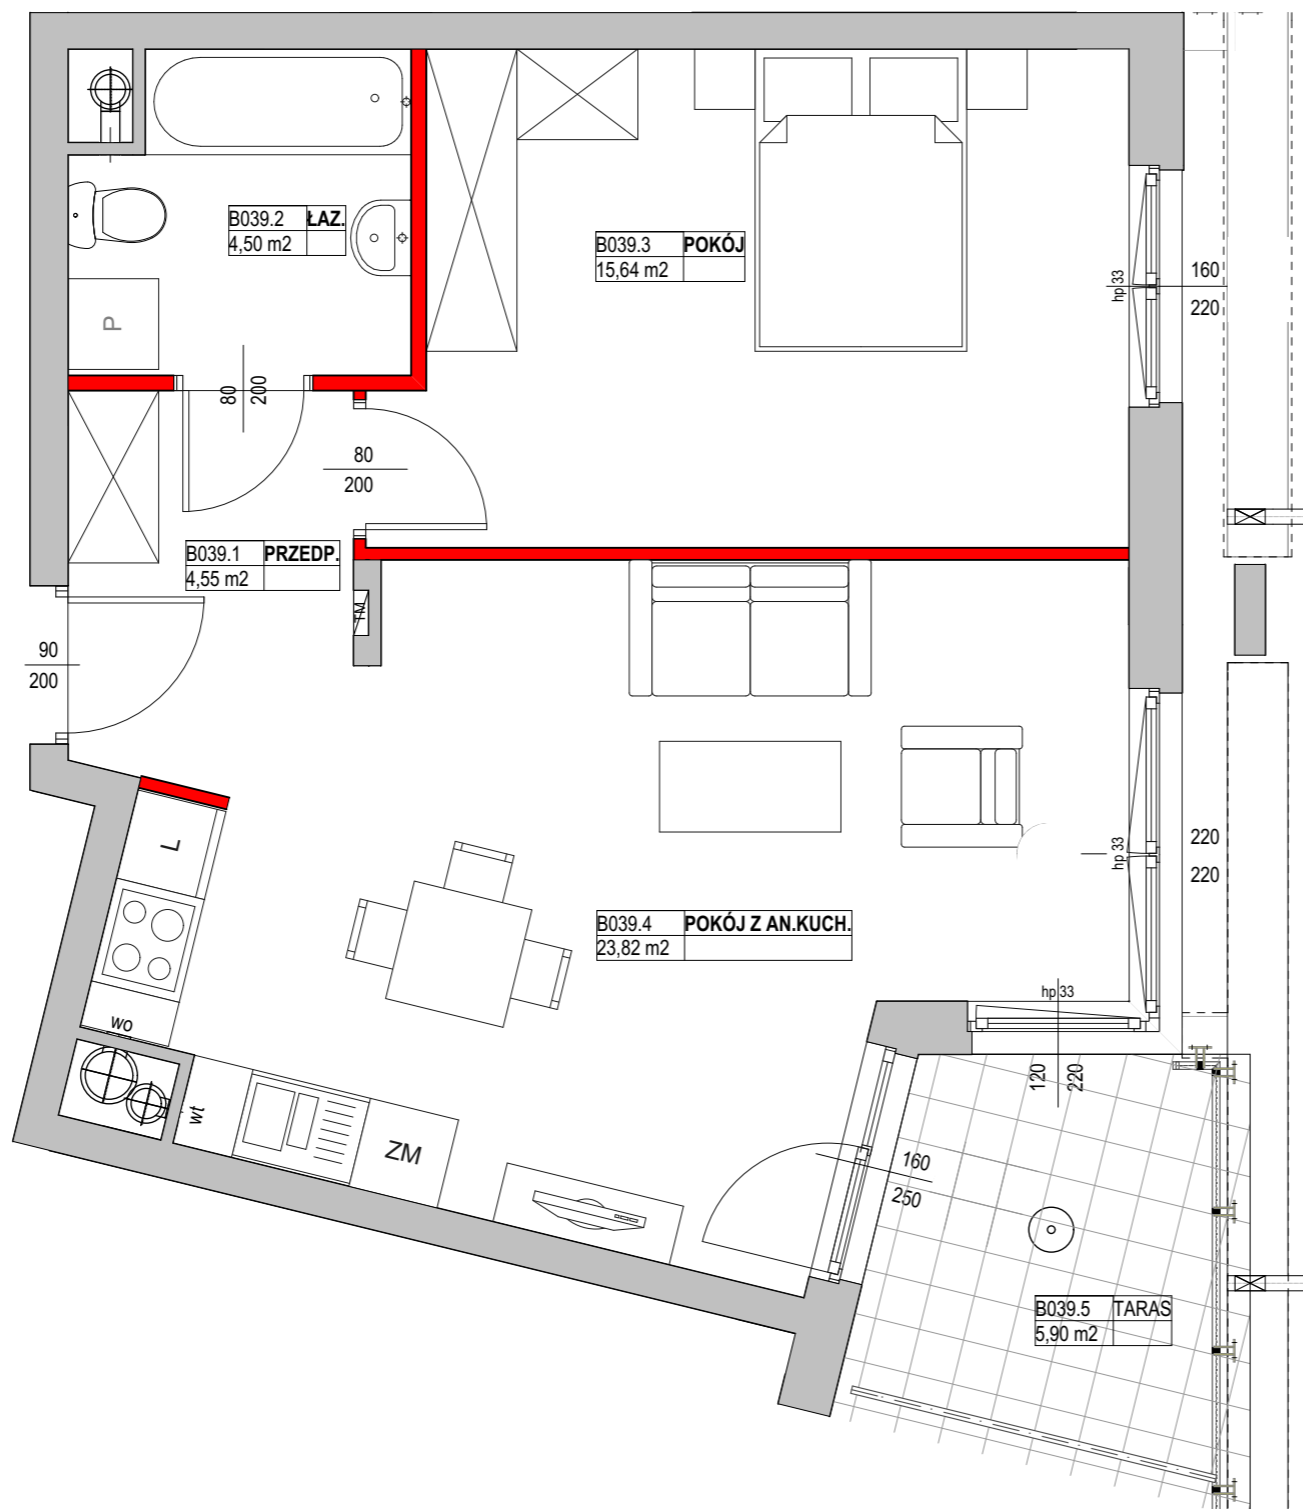 B039.2 ŁAZ.
4,50 m2
B039.3 POKÓJ
15,64 m2
hp 33
160
220
P
80
200
80
200
B039.1 PRZEDP.
4,55 m2
TM
90
200
L
hp 33
220
220
B039.4 POKÓJ Z AN.KUCH.
23,82 m2
hp 33
wo
120
220
wt
ZM
160
250
B039.5 TARAS
5,90 m2